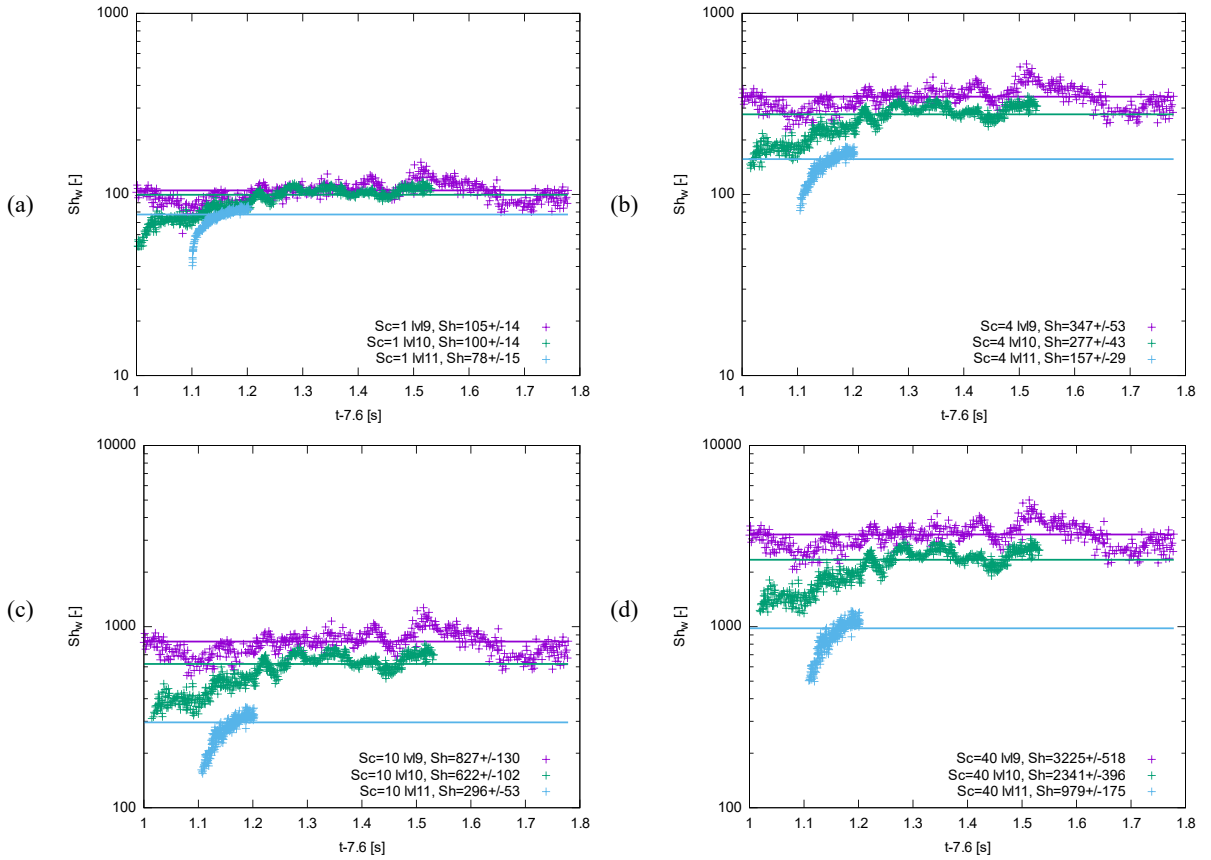 (a)
1000
100
10
Sh_w [-]
1 1.1 1.2 1.3 1.4 1.5 1.6 1.7 1.8
t-7.6 [s]
Sc=1 lvl9, Sh=105+/-14
Sc=1 lvl10, Sh=100+/-14
Sc=1 lvl11, Sh=78+/-15
(b)
1000
100
10
Sh_w [-]
1 1.1 1.2 1.3 1.4 1.5 1.6 1.7 1.8
t-7.6 [s]
Sc=4 lvl9, Sh=347+/-53
Sc=4 lvl10, Sh=277+/-43
Sc=4 lvl11, Sh=157+/-29
(c)
10000
1000
100
Sh_w [-]
1 1.1 1.2 1.3 1.4 1.5 1.6 1.7 1.8
t-7.6 [s]
Sc=10 lvl9, Sh=827+/-130
Sc=10 lvl10, Sh=622+/-102
Sc=10 lvl11, Sh=296+/-53
(d)
10000
1000
100
Sh_w [-]
1 1.1 1.2 1.3 1.4 1.5 1.6 1.7 1.8
t-7.6 [s]
Sc=40 lvl9, Sh=3225+/-518
Sc=40 lvl10, Sh=2341+/-396
Sc=40 lvl11, Sh=979+/-175